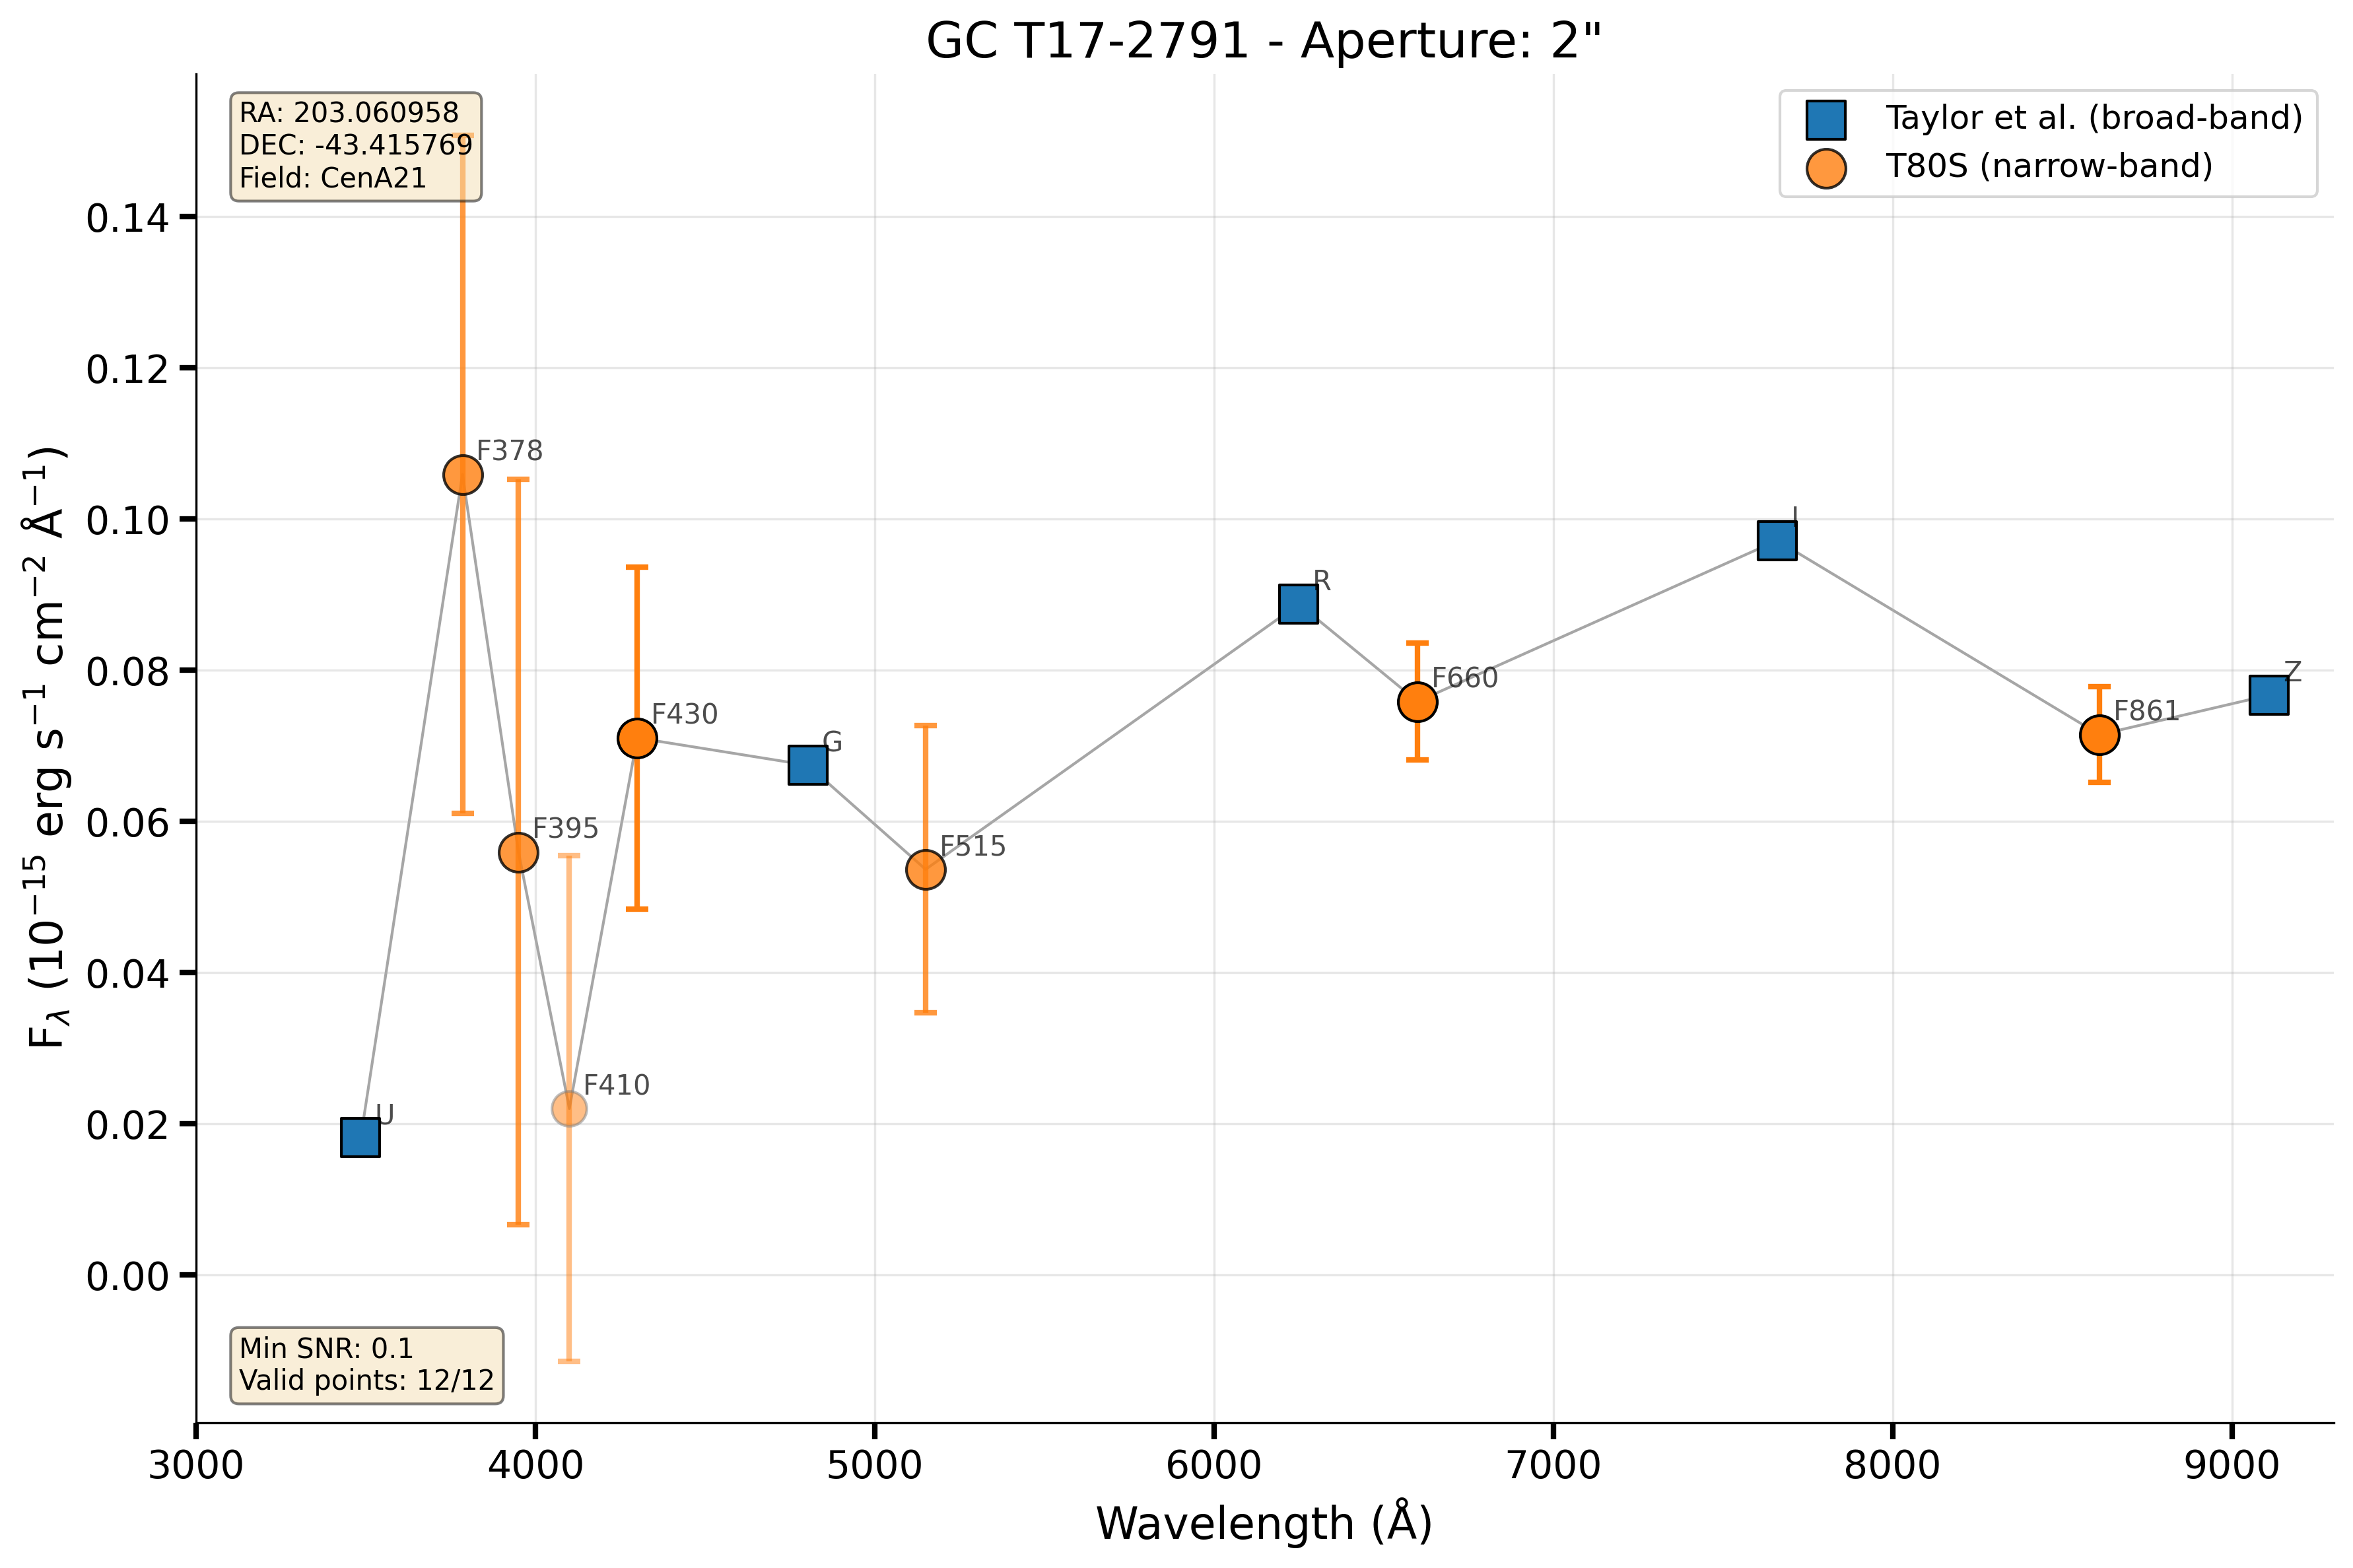 GC T17-2791 - Aperture: 2"
RA: 203.060958
DEC: -43.415769
Field: CenA21
Taylor et al. (broad-band)
T80S (narrow-band)
0.14
0.12
0.10
0.08
0.06
0.04
0.02
0.00
F_λ (10⁻¹⁵ erg s⁻¹ cm⁻² Å⁻¹)
F378
F395
F410
F430
F515
F660
F861
U
G
R
I
Z
Min SNR: 0.1
Valid points: 12/12
3000 4000 5000 6000 7000 8000 9000
Wavelength (Å)